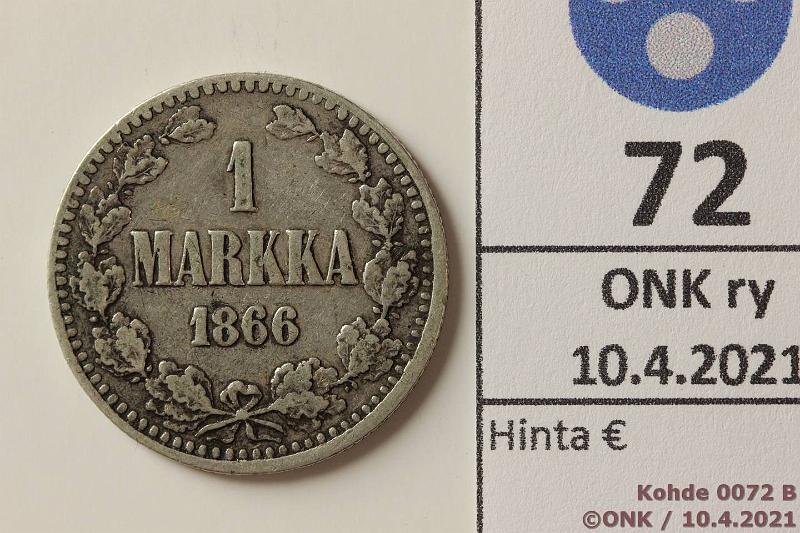 1
MARKKA
1866
72
ONK ry
10.4.2021
Hinta €
Kohde 0072 B
©ONK / 10.4.2021